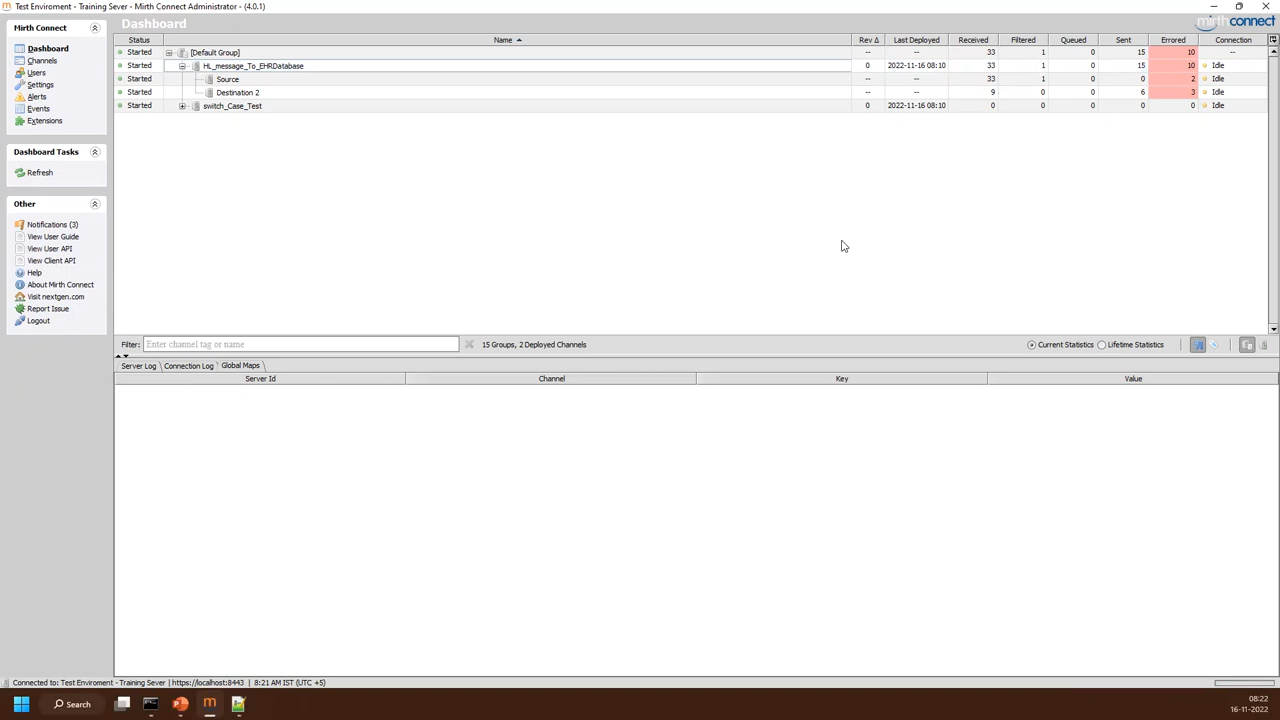 Test Enviroment - Training Sever - Mirth Connect Administrator - (4.0.1)
Mirth Connect
Dashboard
Channels
Users
Settings
Alerts
Events
Extensions
Dashboard Tasks
Refresh
Other
Notifications (3)
View User Guide
View User API
View Client API
Help
About Mirth Connect
Visit nextgen.com
Report Issue
Logout
Dashboard
mirthconnect
Status Name Rev Δ Last Deployed Received Filtered Queued Sent Errored Connection
Started [Default Group] -- -- 33 1 0 15 10 --
Started HL_message_To_EHRDatabase 0 2022-11-16 08:10 33 1 0 15 10 Idle
Started Source -- -- 33 1 0 0 2 Idle
Started Destination 2 -- -- 9 0 0 6 3 Idle
Started switch_Case_Test 0 2022-11-16 08:10 0 0 0 0 0 Idle
Filter: Enter channel tag or name 15 Groups, 2 Deployed Channels Current Statistics Lifetime Statistics
Server Log Connection Log Global Maps
Server Id Channel Key Value
Connected to: Test Enviroment - Training Sever | https://localhost:8443 | 8:21 AM IST (UTC +5)
Search
08:22
16-11-2022